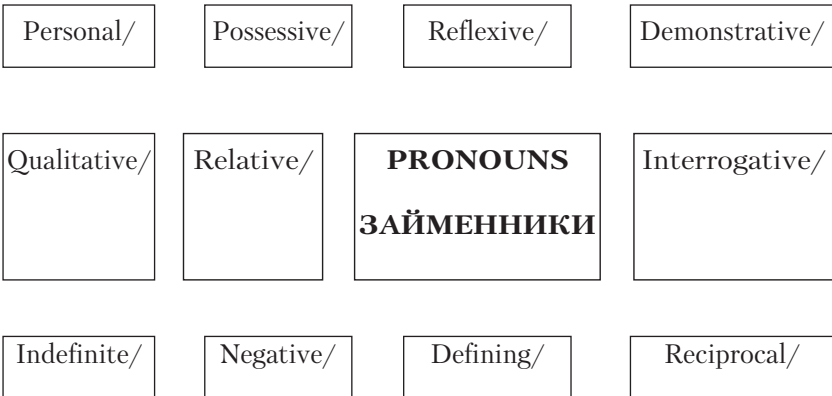 Personal/
Possessive/
Reflexive/
Demonstrative/
Qualitative/
Relative/
PRONOUNS
ЗАЙМЕННИКИ
Interrogative/
Indefinite/
Negative/
Defining/
Reciprocal/